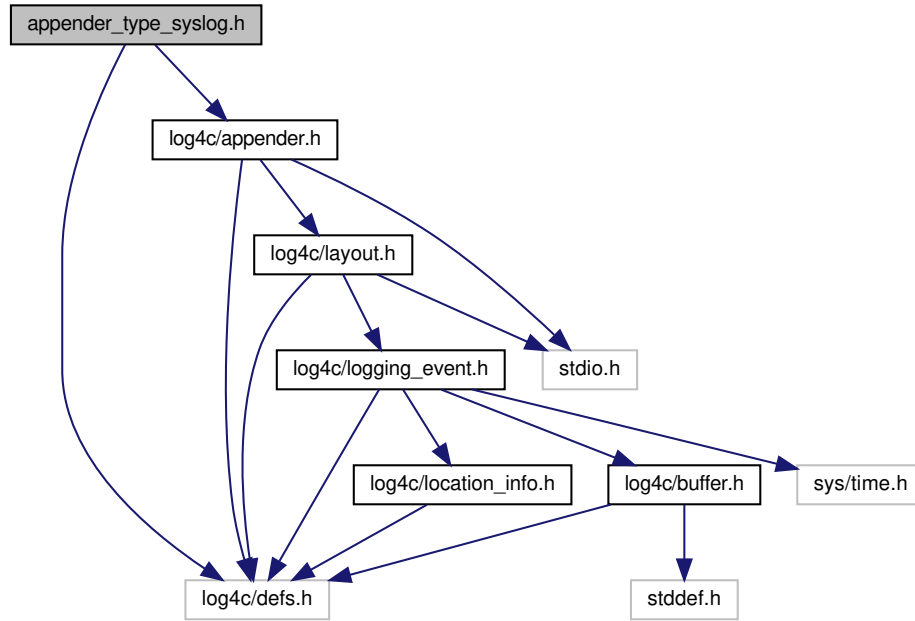 appender_type_syslog.h
log4c/appender.h
log4c/layout.h
log4c/logging_event.h
stdio.h
log4c/location_info.h
log4c/buffer.h
sys/time.h
log4c/defs.h
stddef.h